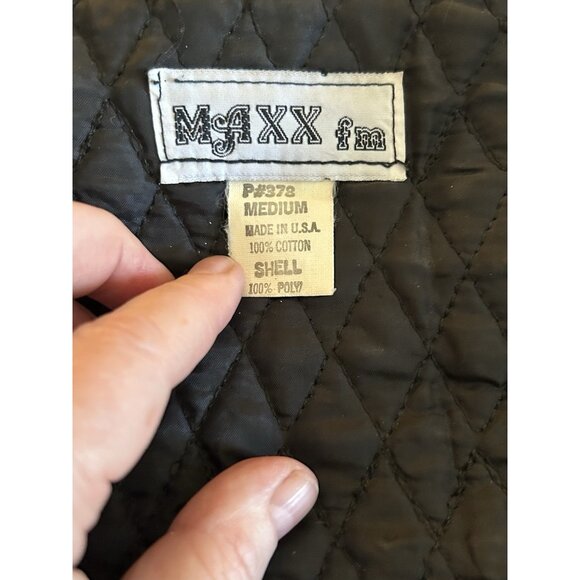 MAXX fm
P#378
MEDIUM
MADE IN U.S.A.
100% COTTON
SHELL
100% POLY